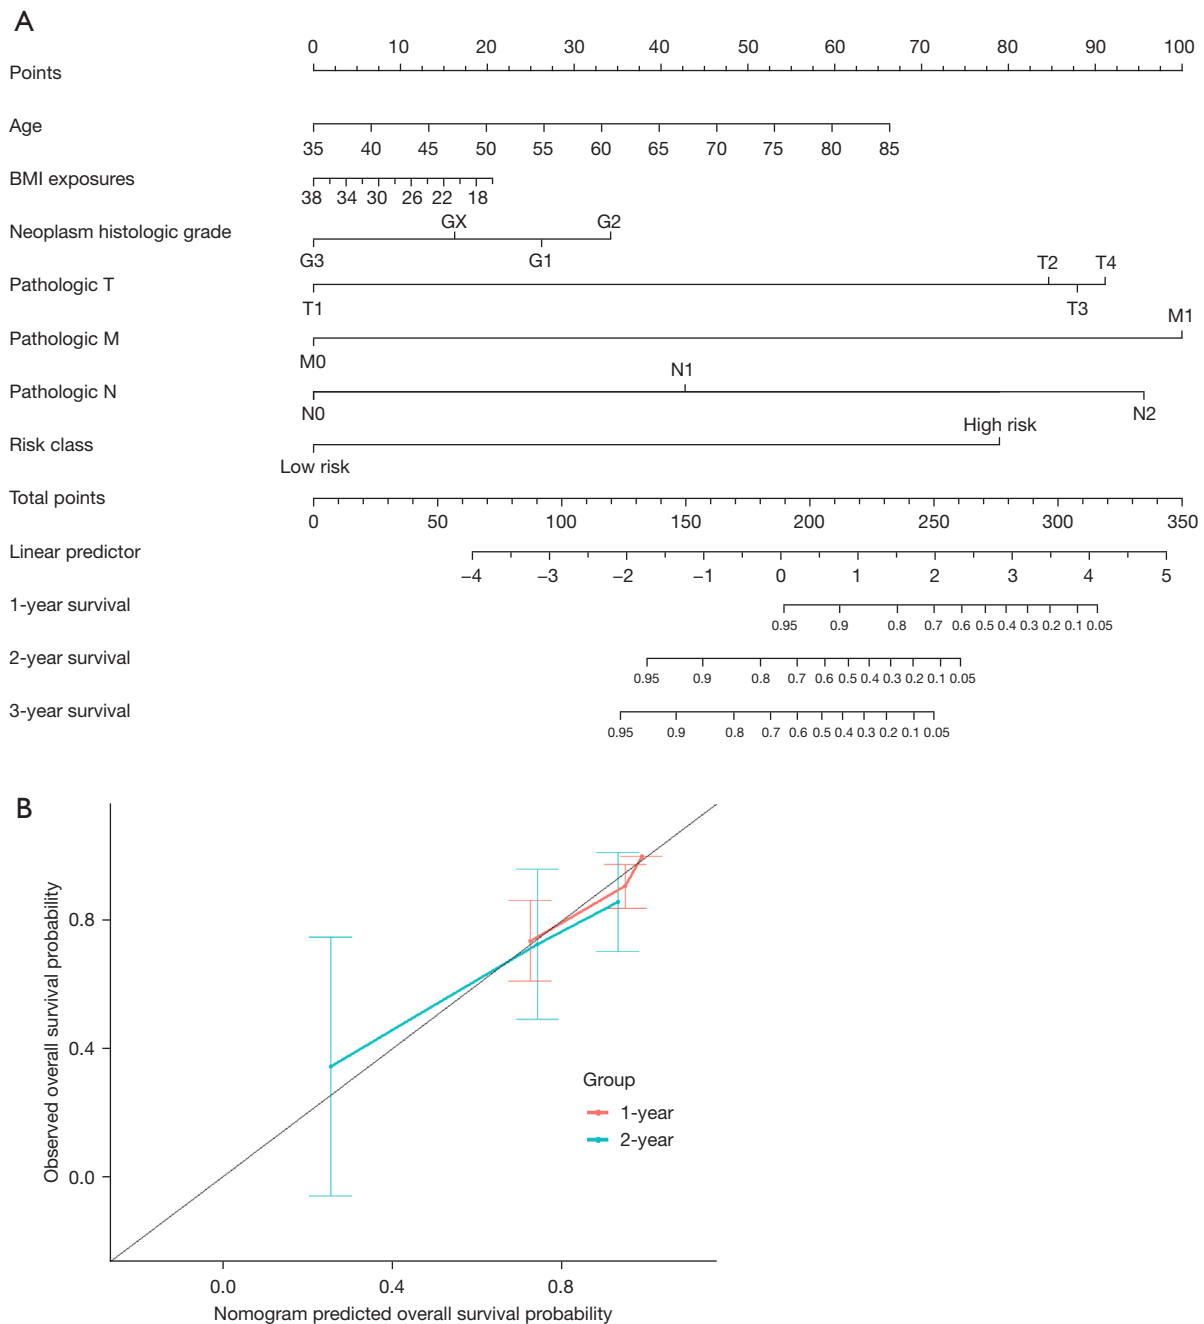 A
0 10 20 30 40 50 60 70 80 90 100
Points
Age
35 40 45 50 55 60 65 70 75 80 85
BMI exposures
38 34 30 26 22 18
GX G2
Neoplasm histologic grade
G3 G1
T2 T4
Pathologic T
T1 T3
M1
Pathologic M
M0
N1
Pathologic N
N0 N2
High risk
Risk class
Low risk
Total points
0 50 100 150 200 250 300 350
Linear predictor
−4 −3 −2 −1 0 1 2 3 4 5
1-year survival
0.95 0.9 0.8 0.7 0.6 0.5 0.4 0.3 0.2 0.1 0.05
2-year survival
0.95 0.9 0.8 0.7 0.6 0.5 0.4 0.3 0.2 0.1 0.05
3-year survival
0.95 0.9 0.8 0.7 0.6 0.5 0.4 0.3 0.2 0.1 0.05
B
Observed overall survival probability
0.8
0.4
0.0
Group
1-year
2-year
0.0 0.4 0.8
Nomogram predicted overall survival probability